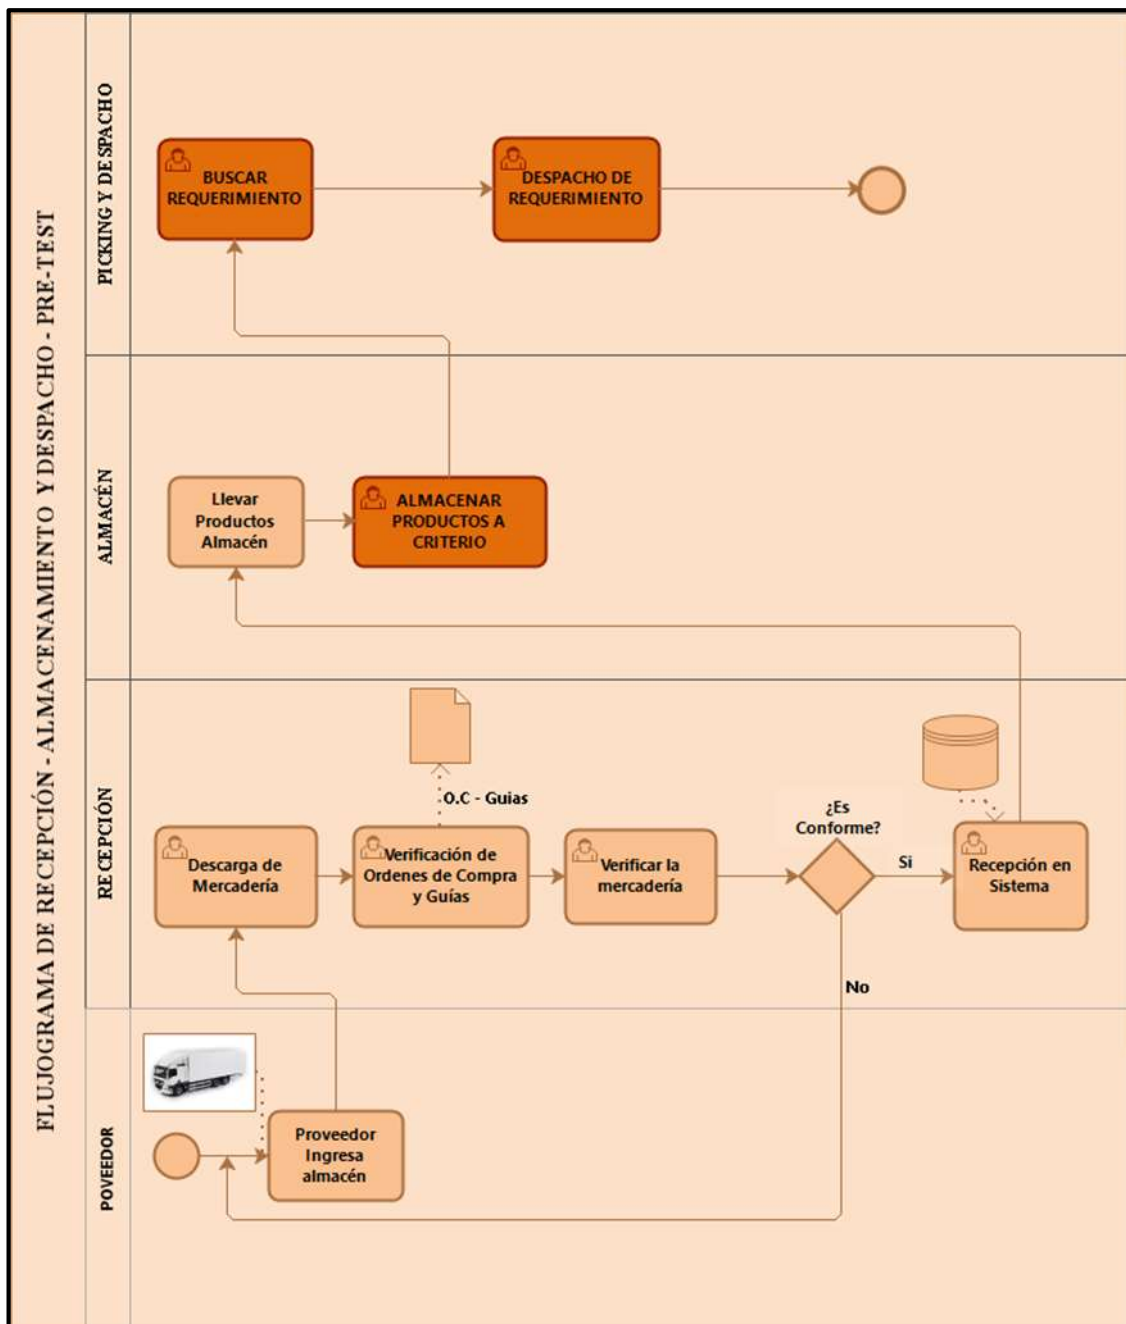 FLUJOGRAMA DE RECEPCIÓN - ALMACENAMIENTO Y DESPACHO - PRE-TEST
PICKING Y DESPACHO
BUSCAR
REQUERIMIENTO
DESPACHO DE
REQUERIMIENTO
ALMACÉN
Llevar
Productos
Almacén
ALMACENAR
PRODUCTOS A
CRITERIO
RECEPCIÓN
O.C - Guias
Descarga de
Mercadería
Verificación de
Ordenes de Compra
y Guías
Verificar la
mercadería
¿Es
Conforme?
Si
Recepción en
Sistema
No
POVEEDOR
Proveedor
Ingresa
almacén